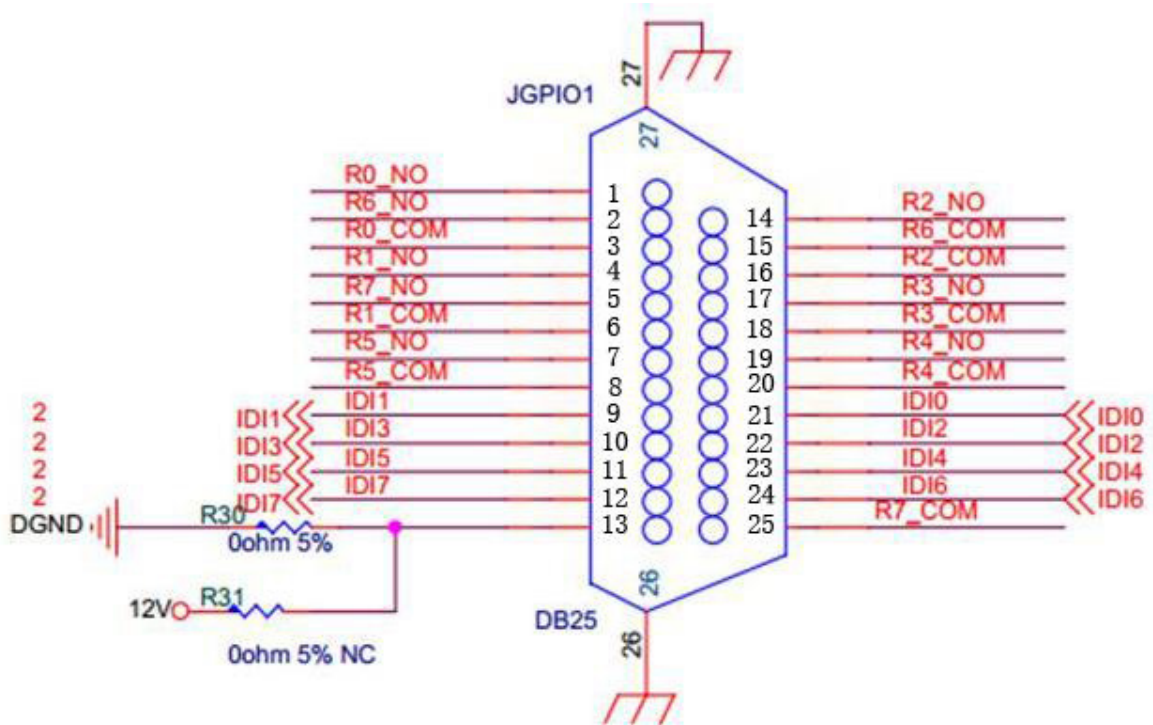 27
JGPIO1
27
R0_NO 1
R6_NO 2 14 R2_NO
R0_COM 3 15 R6_COM
R1_NO 4 16 R2_COM
R7_NO 5 17 R3_NO
R1_COM 6 18 R3_COM
R5_NO 7 19 R4_NO
R5_COM 8 20 R4_COM
2 IDI1 IDI1 9 21 IDI0 IDI0
2 IDI3 IDI3 10 22 IDI2 IDI2
2 IDI5 IDI5 11 23 IDI4 IDI4
2 IDI7 IDI7 12 24 IDI6 IDI6
DGND R30 13 25 R7_COM
0ohm 5%
26
12V R31
DB25
0ohm 5% NC
26